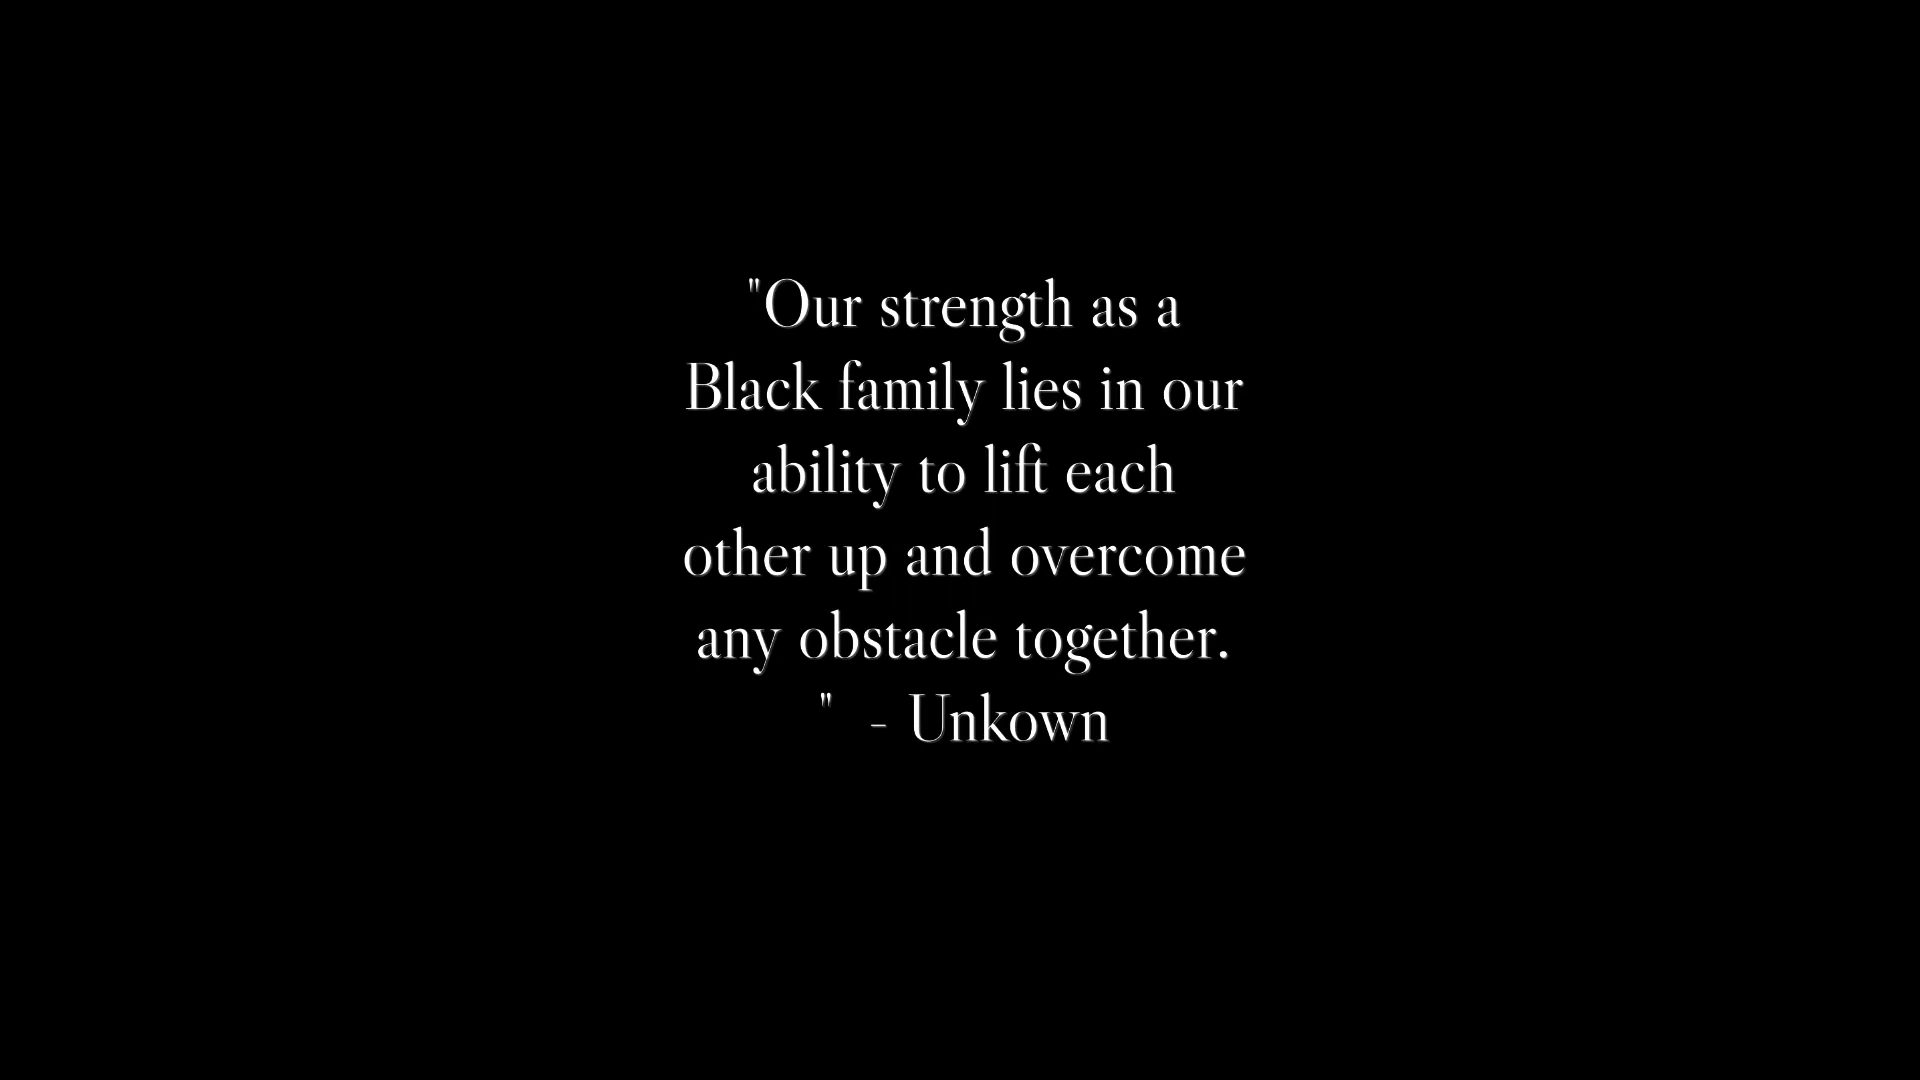 "Our strength as a
Black family lies in our
ability to lift each
other up and overcome
any obstacle together.
"  - Unkown